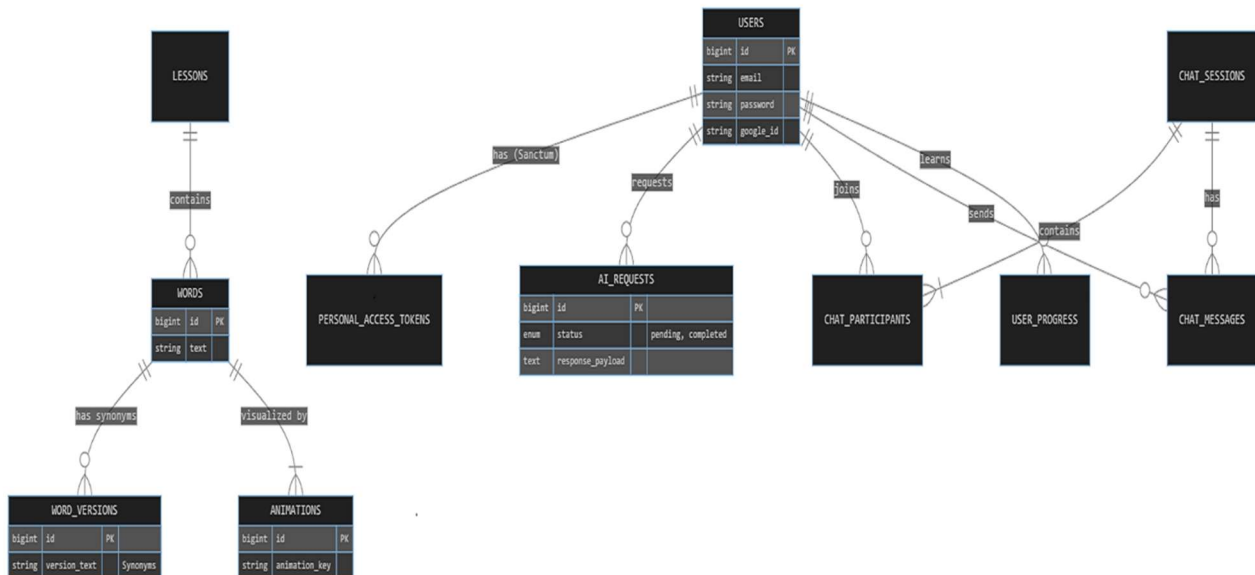 USERS
bigint id PK
string email
string password
string google_id
LESSONS
CHAT_SESSIONS
has (Sanctum)
requests
joins
learns
sends
contains
has
contains
WORDS
bigint id PK
string text
PERSONAL_ACCESS_TOKENS
AI_REQUESTS
bigint id PK
enum status pending, completed
text response_payload
CHAT_PARTICIPANTS
USER_PROGRESS
CHAT_MESSAGES
has synonyms
visualized by
WORD_VERSIONS
bigint id PK
string version_text Synonyms
ANIMATIONS
bigint id PK
string animation_key